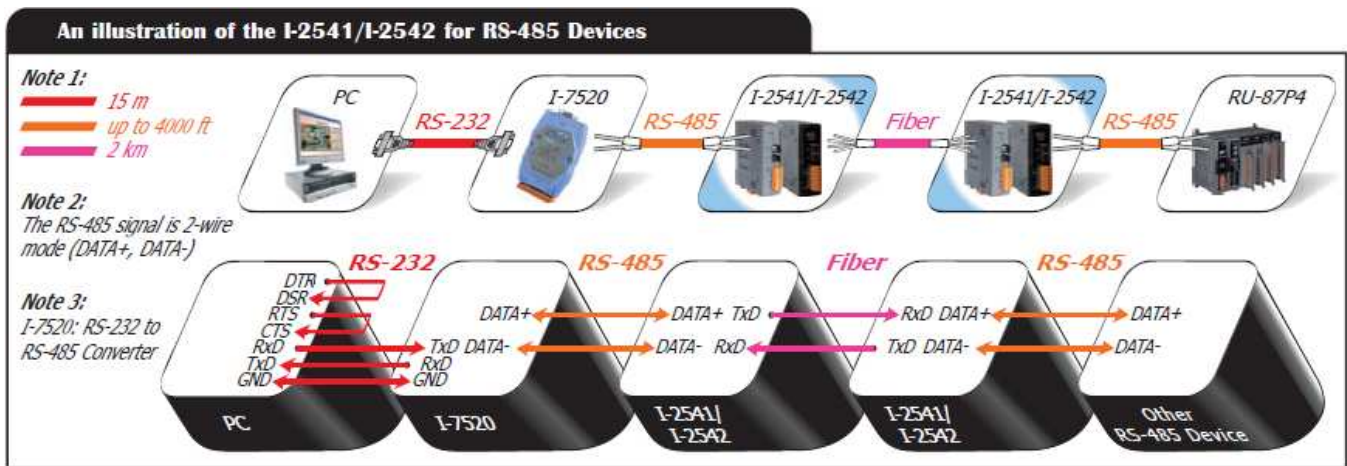 An illustration of the I-2541/I-2542 for RS-485 Devices
Note 1:
15 m
up to 4000 ft
2 km
PC
RS-232
I-7520
RS-485
I-2541/I-2542
Fiber
I-2541/I-2542
RS-485
RU-87P4
Note 2:
The RS-485 signal is 2-wire
mode (DATA+, DATA-)
Note 3:
I-7520: RS-232 to
RS-485 Converter
RS-232
RS-485
Fiber
RS-485
DTR
DSR
RTS
CTS
RxD
TxD
GND
DATA+
TxD DATA-
RxD
GND
DATA+ TxD
DATA- RxD
RxD DATA+
TxD DATA-
DATA+
DATA-
PC
I-7520
I-2541/
I-2542
I-2541/
I-2542
Other
RS-485 Device